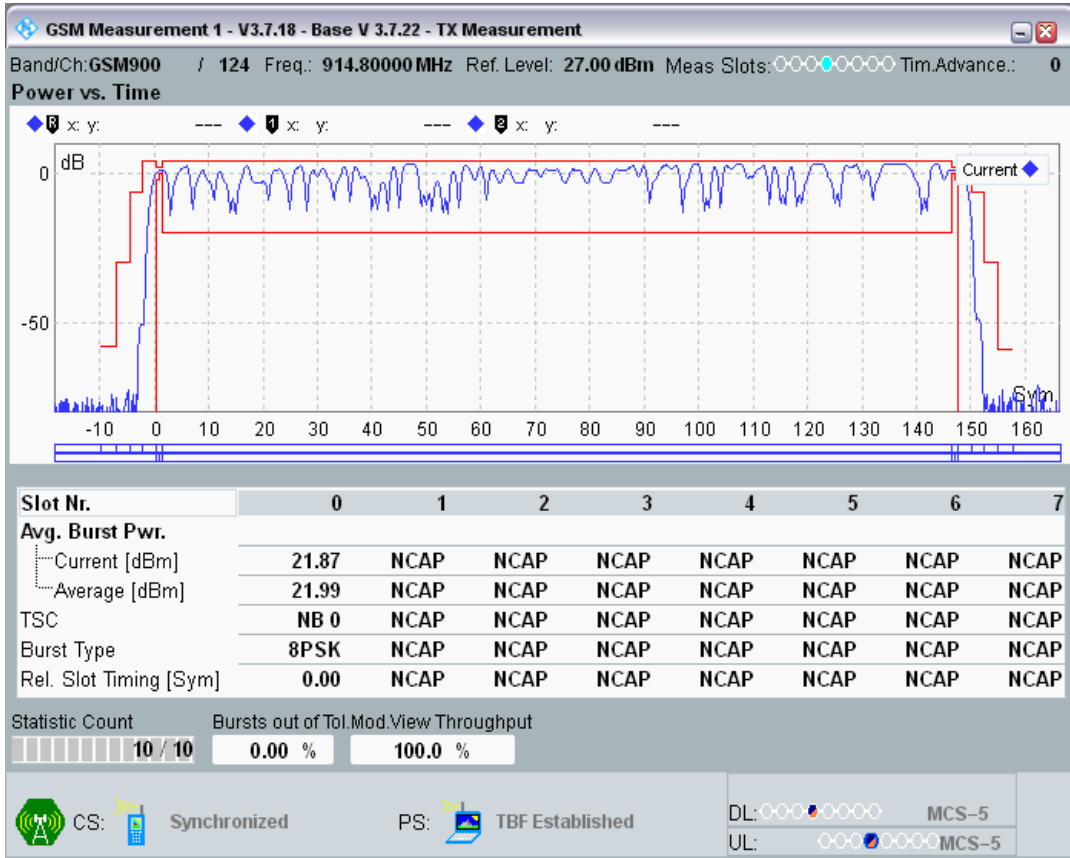 GSM Measurement 1 - V3.7.18 - Base V 3.7.22 - TX Measurement
Band/Ch:GSM900 / 124 Freq.: 914.80000 MHz Ref. Level: 27.00 dBm Meas Slots: Tim.Advance.: 0
Power vs. Time
R x: y: --- 1 x: y: --- 2 x: y: ---
dB
Current
0
-50
Sym
-10 0 10 20 30 40 50 60 70 80 90 100 110 120 130 140 150 160
Slot Nr. 0 1 2 3 4 5 6 7
Avg. Burst Pwr.
Current [dBm] 21.87 NCAP NCAP NCAP NCAP NCAP NCAP NCAP
Average [dBm] 21.99 NCAP NCAP NCAP NCAP NCAP NCAP NCAP
TSC NB 0 NCAP NCAP NCAP NCAP NCAP NCAP NCAP
Burst Type 8PSK NCAP NCAP NCAP NCAP NCAP NCAP NCAP
Rel. Slot Timing [Sym] 0.00 NCAP NCAP NCAP NCAP NCAP NCAP NCAP
Statistic Count Bursts out of Tol. Mod.View Throughput
10 / 10 0.00 % 100.0 %
CS: Synchronized PS: TBF Established
DL: MCS-5
UL: MCS-5